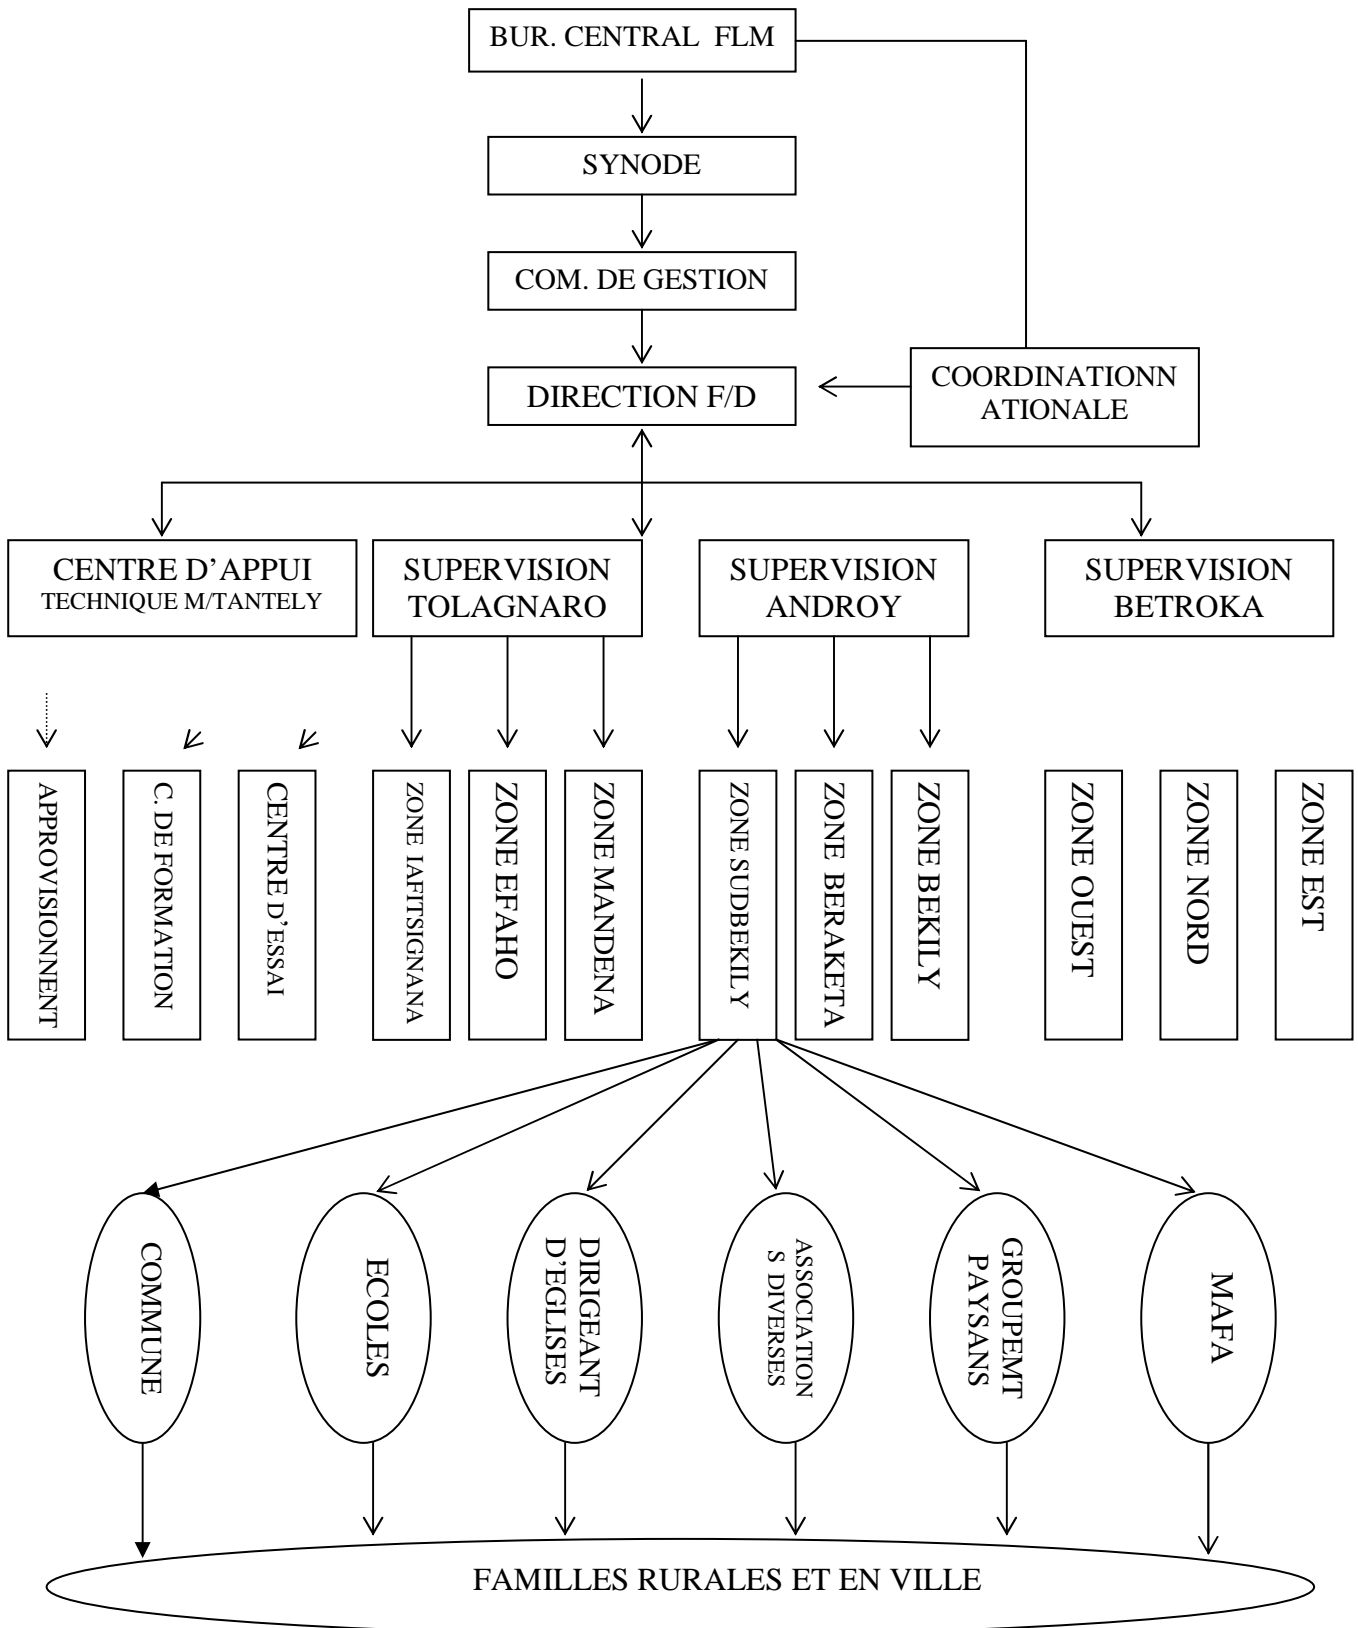 BUR. CENTRAL FLM
SYNODE
COM. DE GESTION
DIRECTION F/D
COORDINATIONN
ATIONALE
CENTRE D'APPUI
TECHNIQUE M/TANTELY
SUPERVISION
TOLAGNARO
SUPERVISION
ANDROY
SUPERVISION
BETROKA
APPROVISIONNENT
C. DE FORMATION
CENTRE D'ESSAI
ZONE IAFITSIGNANA
ZONE EFAHO
ZONE MANDENA
ZONE SUDBEKILY
ZONE BERAKETA
ZONE BEKILY
ZONE OUEST
ZONE NORD
ZONE EST
COMMUNE
ECOLES
DIRIGEANT
D'EGLISES
ASSOCIATION
S DIVERSES
GROUPEMT
PAYSANS
MAFA
FAMILLES RURALES ET EN VILLE